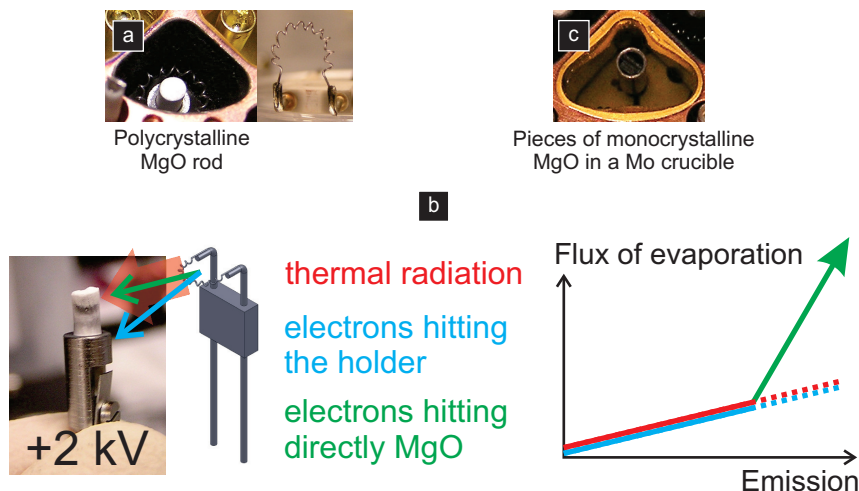 a
Polycrystalline
MgO rod
c
Pieces of monocrystalline
MgO in a Mo crucible
b
+2 kV
thermal radiation
electrons hitting
the holder
electrons hitting
directly MgO
Flux of evaporation
Emission